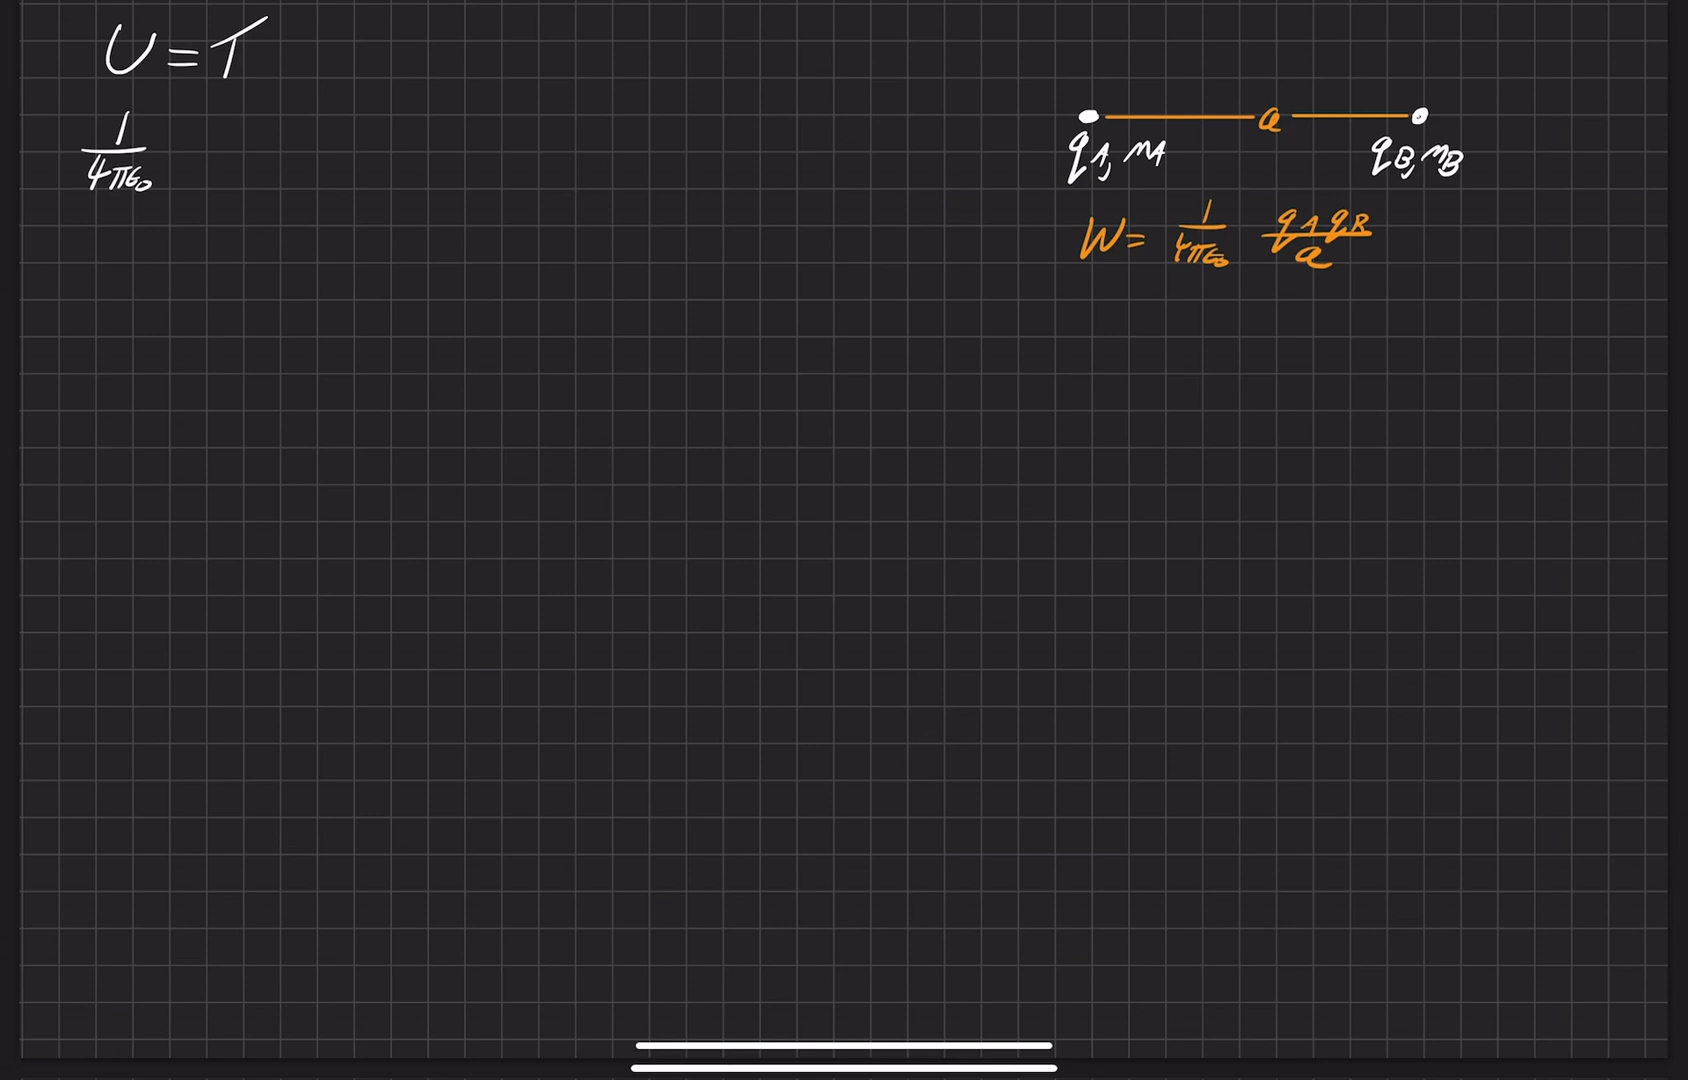 U = T
1/4πϵ₀
a
q_A, m_A
q_B, m_B
W = 1/4πϵ₀ q_A q_B/a